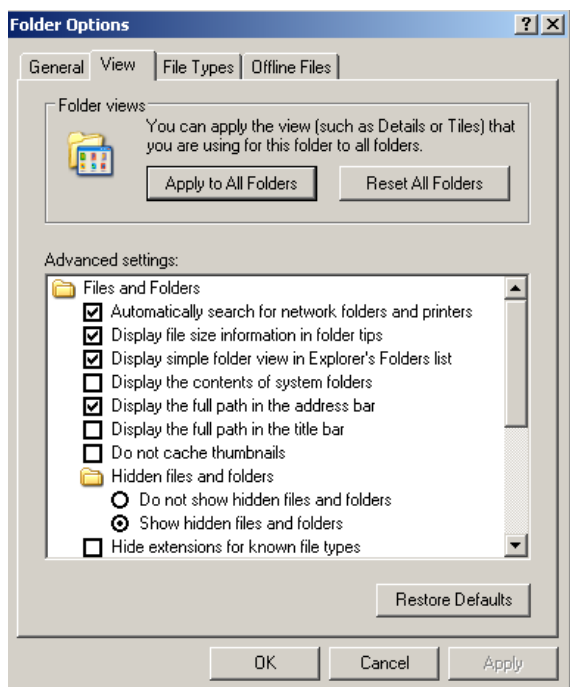 Folder Options
General View File Types Offline Files
Folder views
You can apply the view (such as Details or Tiles) that
you are using for this folder to all folders.
Apply to All Folders Reset All Folders
Advanced settings:
Files and Folders
Automatically search for network folders and printers
Display file size information in folder tips
Display simple folder view in Explorer's Folders list
Display the contents of system folders
Display the full path in the address bar
Display the full path in the title bar
Do not cache thumbnails
Hidden files and folders
Do not show hidden files and folders
Show hidden files and folders
Hide extensions for known file types
Restore Defaults
OK Cancel Apply